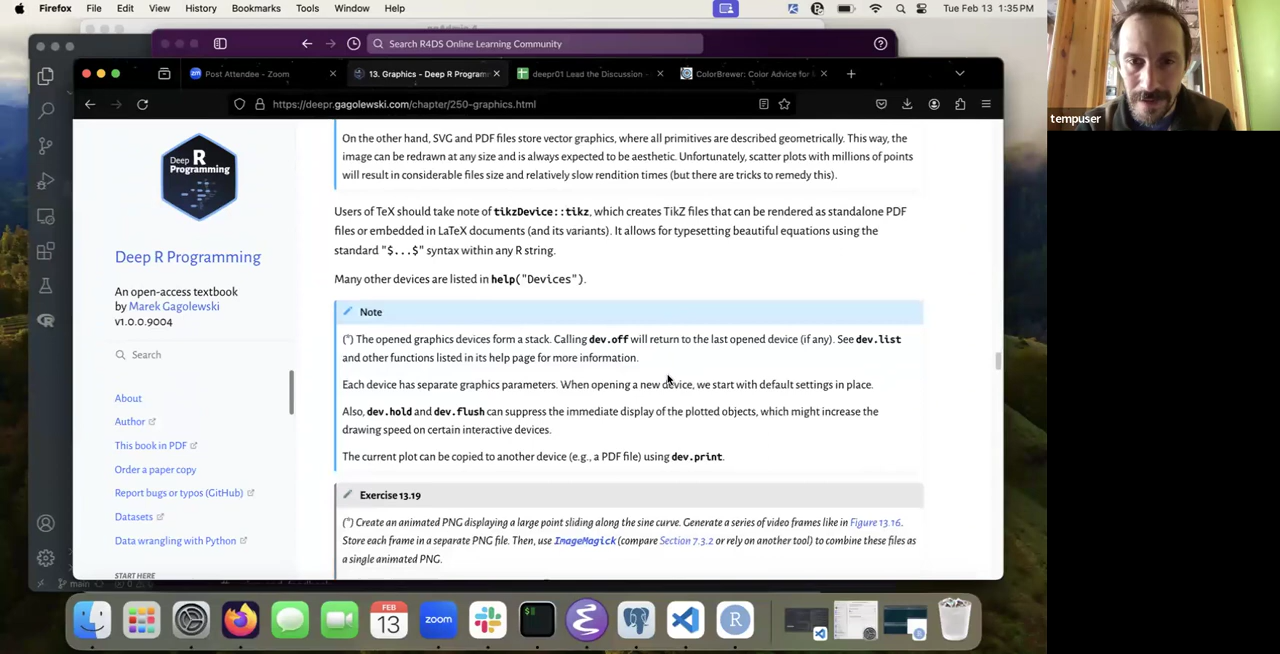 Firefox File Edit View History Bookmarks Tools Window Help Tue Feb 13 1:35 PM
Search R4DS Online Learning Community
Post Attendee - Zoom 13. Graphics - Deep R Program deepr01 Lead the Discussion - ColorBrewer: Color Advice for
https://deepr.gagolewski.com/chapter/250-graphics.html
tempuser
Deep
R
Programming
Deep R Programming
An open-access textbook
by Marek Gagolewski
v1.0.0.9004
Search
About
Author
This book in PDF
Order a paper copy
Report bugs or typos (GitHub)
Datasets
Data wrangling with Python
START HERE
On the other hand, SVG and PDF files store vector graphics, where all primitives are described geometrically. This way, the
image can be redrawn at any size and is always expected to be aesthetic. Unfortunately, scatter plots with millions of points
will result in considerable files size and relatively slow rendition times (but there are tricks to remedy this).
Users of TeX should take note of tikzDevice::tikz, which creates TikZ files that can be rendered as standalone PDF
files or embedded in LaTeX documents (and its variants). It allows for typesetting beautiful equations using the
standard "$...$" syntax within any R string.
Many other devices are listed in help("Devices").
Note
(*) The opened graphics devices form a stack. Calling dev.off will return to the last opened device (if any). See dev.list
and other functions listed in its help page for more information.
Each device has separate graphics parameters. When opening a new device, we start with default settings in place.
Also, dev.hold and dev.flush can suppress the immediate display of the plotted objects, which might increase the
drawing speed on certain interactive devices.
The current plot can be copied to another device (e.g., a PDF file) using dev.print.
Exercise 13.19
(*) Create an animated PNG displaying a large point sliding along the sine curve. Generate a series of video frames like in Figure 13.16.
Store each frame in a separate PNG file. Then, use ImageMagick (compare Section 7.3.2 or rely on another tool) to combine these files as
a single animated PNG.
main
FEB
13
zoom
R